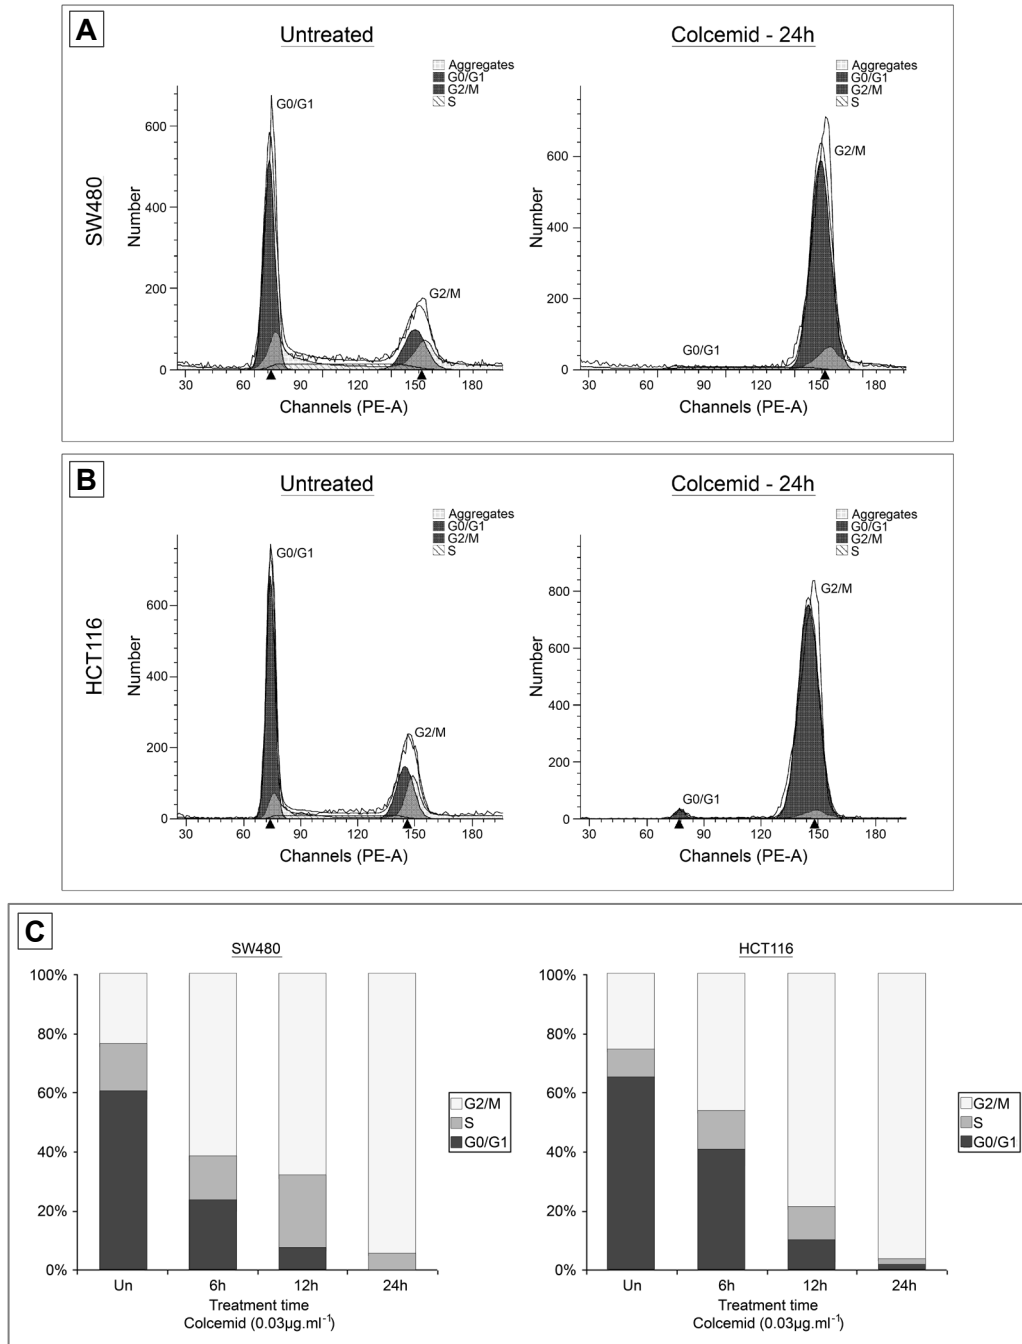 A
Untreated
Colcemid - 24h
SW480
Number
Aggregates
G0/G1
G2/M
S
G0/G1
G2/M
600
400
200
0
30 60 90 120 150 180
Channels (PE-A)
Number
Aggregates
G0/G1
G2/M
S
G2/M
G0/G1
600
400
200
0
30 60 90 120 150 180
Channels (PE-A)
B
Untreated
Colcemid - 24h
HCT116
Number
Aggregates
G0/G1
G2/M
S
G0/G1
G2/M
600
400
200
0
30 60 90 120 150 180
Channels (PE-A)
Number
Aggregates
G0/G1
G2/M
S
G2/M
G0/G1
800
600
400
200
0
30 60 90 120 150 180
Channels (PE-A)
C
SW480
100%
80%
60%
40%
20%
0%
G2/M
S
G0/G1
Un 6h 12h 24h
Treatment time
Colcemid (0.03µg.ml⁻¹)
HCT116
100%
80%
60%
40%
20%
0%
G2/M
S
G0/G1
Un 6h 12h 24h
Treatment time
Colcemid (0.03µg.ml⁻¹)